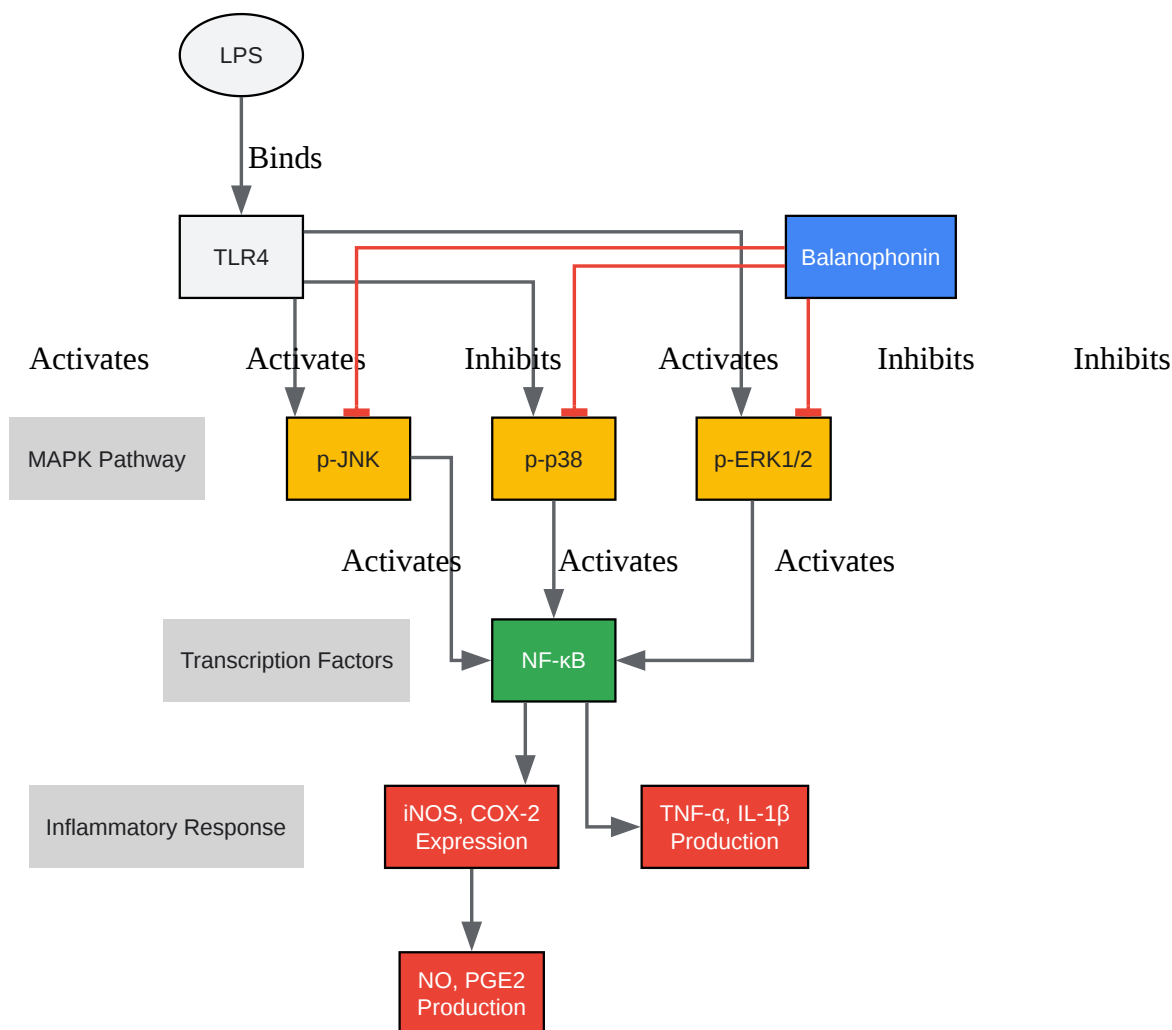 LPS
Binds
TLR4
Balanophonin
Activates
Activates
Inhibits
Activates
Inhibits
Inhibits
MAPK Pathway
p-JNK
p-p38
p-ERK1/2
Activates
Activates
Activates
Transcription Factors
NF-κB
Inflammatory Response
iNOS, COX-2
Expression
TNF-α, IL-1β
Production
NO, PGE2
Production